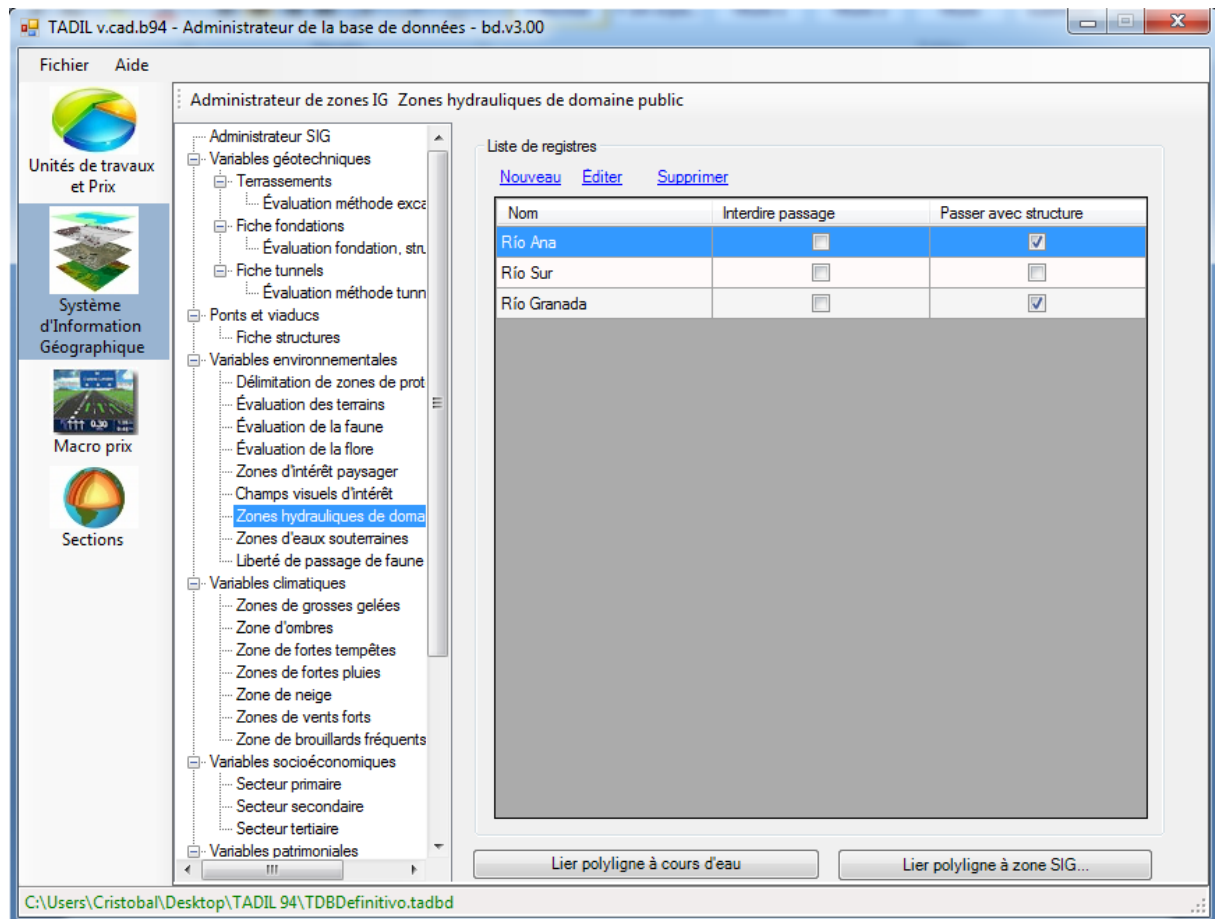 TADIL v.cad.b94 - Administrateur de la base de données - bd.v3.00
Fichier Aide
Unités de travaux
et Prix
Système
d'Information
Géographique
Macro prix
Sections
Administrateur de zones IG Zones hydrauliques de domaine public
Administrateur SIG
Variables géotechniques
Terrassements
Évaluation méthode exca
Fiche fondations
Évaluation fondation, stru
Fiche tunnels
Évaluation méthode tunn
Ponts et viaducs
Fiche structures
Variables environnementales
Délimitation de zones de prot
Évaluation des terrains
Évaluation de la faune
Évaluation de la flore
Zones d'intérêt paysager
Champs visuels d'intérêt
Zones hydrauliques de doma
Zones d'eaux souterraines
Liberté de passage de faune
Variables climatiques
Zones de grosses gelées
Zone d'ombres
Zone de fortes tempêtes
Zones de fortes pluies
Zone de neige
Zones de vents forts
Zone de brouillards fréquents
Variables socioéconomiques
Secteur primaire
Secteur secondaire
Secteur tertiaire
Variables patrimoniales
Liste de registres
Nouveau Éditer Supprimer
Nom Interdire passage Passer avec structure
Río Ana
Río Sur
Río Granada
Lier polyligne à cours d'eau Lier polyligne à zone SIG...
C:\Users\Cristobal\Desktop\TADIL 94\TDBDefinitivo.tadbd